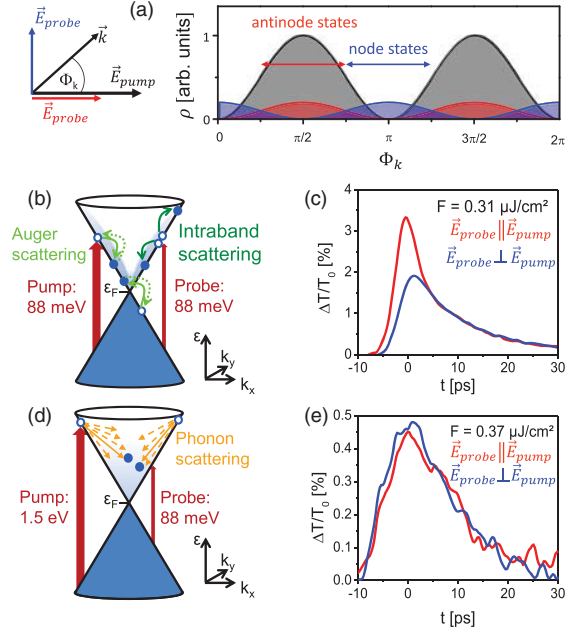 E⃗probe
k⃗
Φk
E⃗pump
E⃗probe
(a)
antinode states
node states
ρ [arb. units]
1
0
0
π/2
π
3π/2
2π
Φk
(b)
Auger
scattering
Intraband
scattering
Pump:
88 meV
εF
Probe:
88 meV
ε
ky
kx
(c)
F = 0.31 µJ/cm²
E⃗probe || E⃗pump
E⃗probe ⊥ E⃗pump
ΔT/T0 [%]
4
3
2
1
0
-10
0
10
20
30
t [ps]
(d)
Phonon
scattering
Pump:
1.5 eV
εF
Probe:
88 meV
ε
ky
kx
(e)
F = 0.37 µJ/cm²
E⃗probe || E⃗pump
E⃗probe ⊥ E⃗pump
ΔT/T0 [%]
0.5
0.4
0.3
0.2
0.1
0.0
-10
0
10
20
30
t [ps]